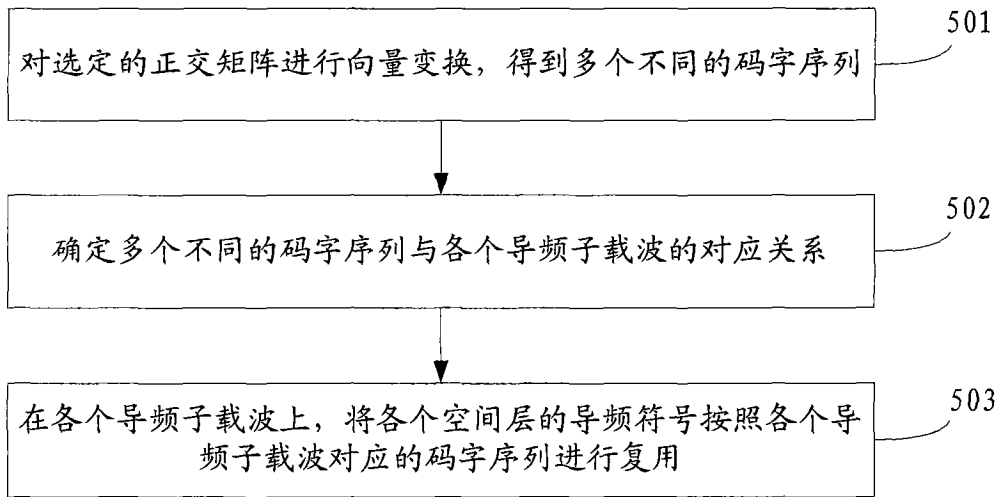 对选定的正交矩阵进行向量变换，得到多个不同的码字序列
501
确定多个不同的码字序列与各个导频子载波的对应关系
502
在各个导频子载波上，将各个空间层的导频符号按照各个导
频子载波对应的码字序列进行复用
503